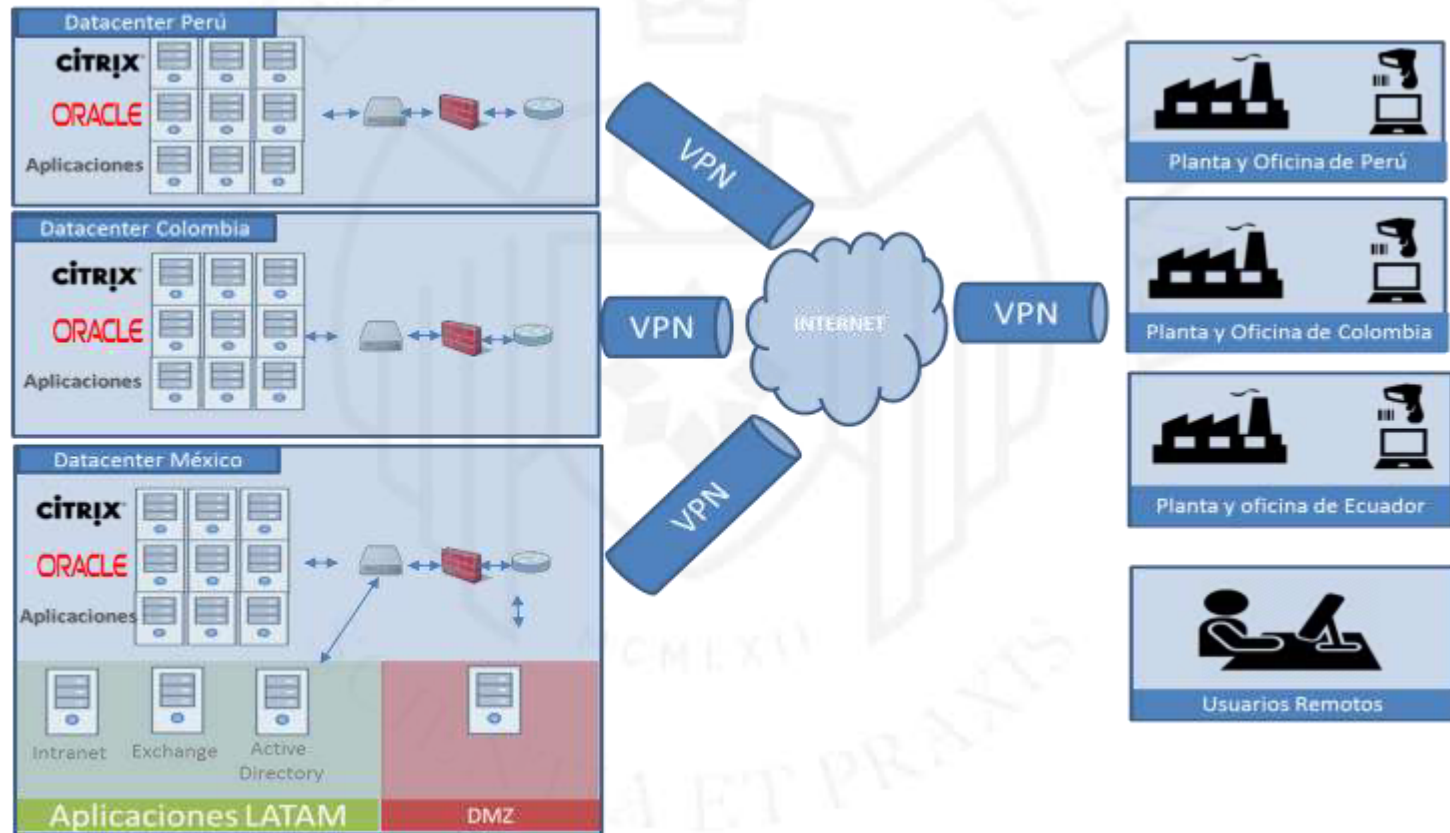 Datacenter Perú
CITRIX
ORACLE
Aplicaciones
Datacenter Colombia
CITRIX
ORACLE
Aplicaciones
Datacenter México
CITRIX
ORACLE
Aplicaciones
Intranet
Exchange
Active
Directory
Aplicaciones LATAM
DMZ
VPN
VPN
VPN
INTERNET
VPN
Planta y Oficina de Perú
Planta y Oficina de Colombia
Planta y oficina de Ecuador
Usuarios Remotos
ET PRAXIS